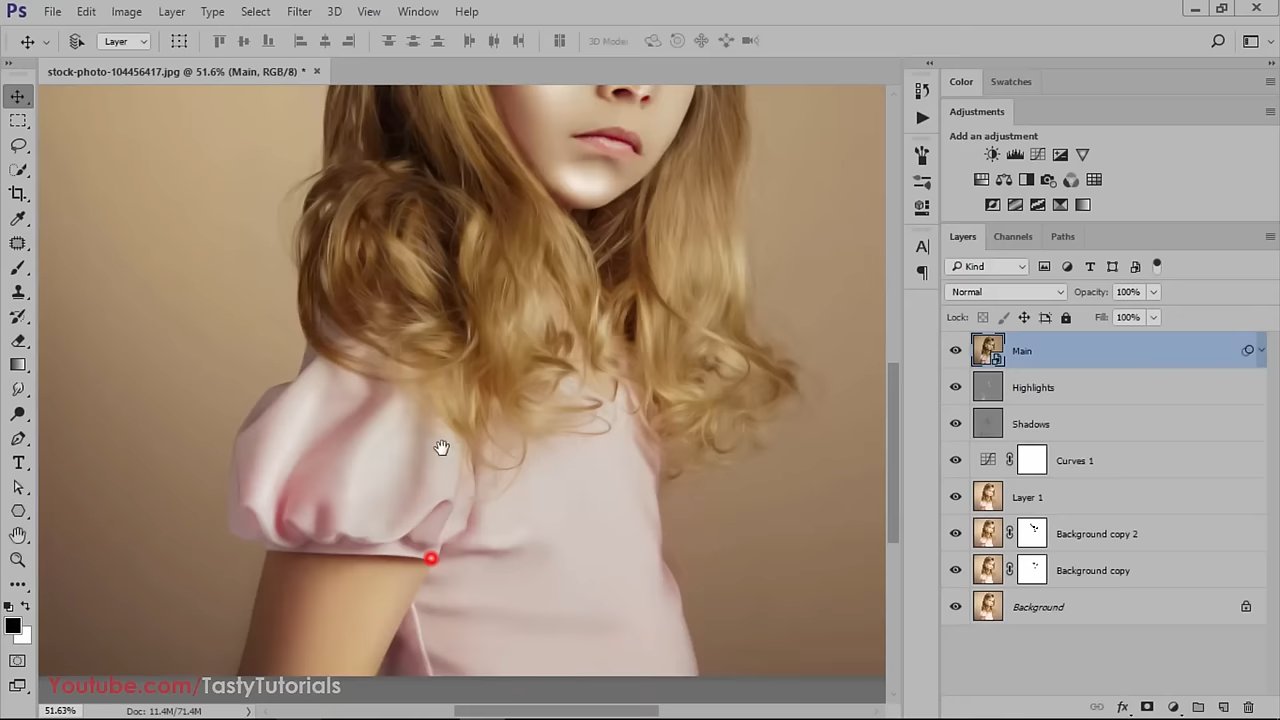 Ps File Edit Image Layer Type Select Filter 3D View Window Help
Layer 3D Mode:
stock-photo-104456417.jpg @ 51.6% (Main, RGB/8) * ×
Color Swatches
Adjustments
Add an adjustment
Layers Channels Paths
Kind
Normal Opacity: 100%
Lock: Fill: 100%
Main
Highlights
Shadows
Curves 1
Layer 1
Background copy 2
Background copy
Background
Youtube.com/TastyTutorials
51.63% Doc: 11.4M/71.4M